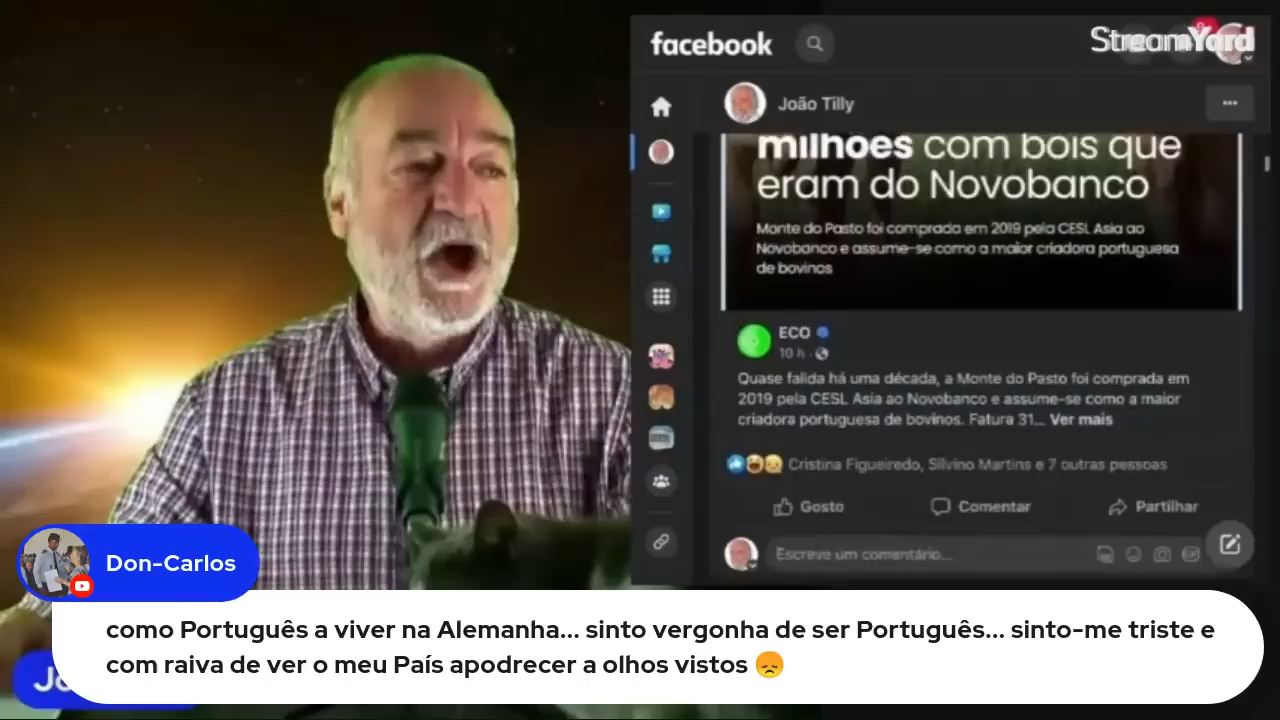 facebook
StreamYard
João Tilly
milhões com bois que
eram do Novobanco
Monte do Pasto foi comprada em 2019 pela CESL Asia ao
Novobanco e assume-se como a maior criadora portuguesa
de bovinos
ECO
10 h ·
Quase falida há uma década, a Monte do Pasto foi comprada em
2019 pela CESL Asia ao Novobanco e assume-se como a maior
criadora portuguesa de bovinos. Fatura 31... Ver mais
Cristina Figueiredo, Silvino Martins e 7 outras pessoas
Gosto Comentar Partilhar
Escreve um comentário...
GIF
Don-Carlos
como Português a viver na Alemanha... sinto vergonha de ser Português... sinto-me triste e
com raiva de ver o meu País apodrecer a olhos vistos 😞